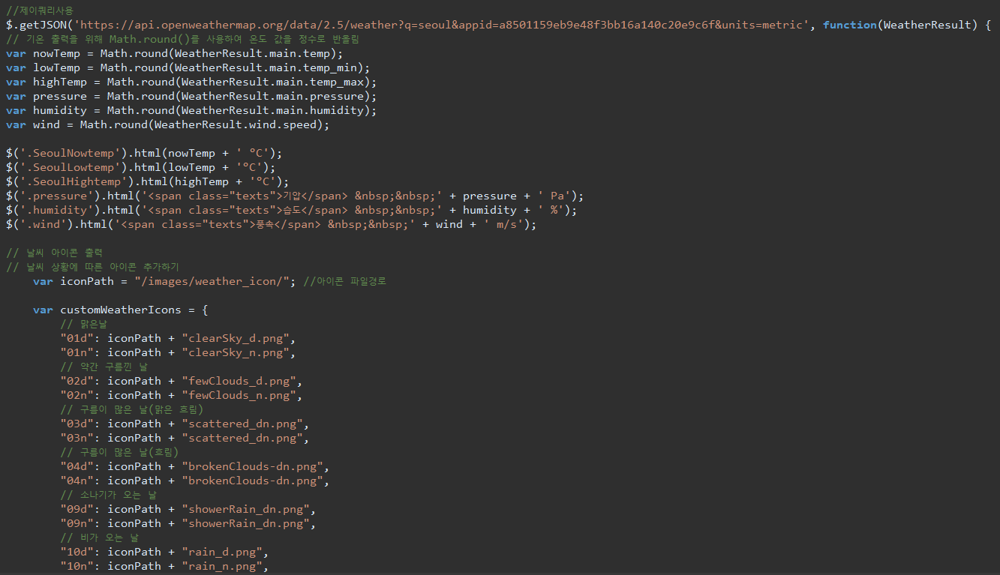 //제이쿼리사용
$.getJSON('https://api.openweathermap.org/data/2.5/weather?q=seoul&appid=a8501159eb9e48f3bb16a140c20e9c6f&units=metric', function(WeatherResult) {
// 기온 출력을 위해 Math.round()를 사용하여 온도 값을 정수로 반올림
var nowTemp = Math.round(WeatherResult.main.temp);
var lowTemp = Math.round(WeatherResult.main.temp_min);
var highTemp = Math.round(WeatherResult.main.temp_max);
var pressure = Math.round(WeatherResult.main.pressure);
var humidity = Math.round(WeatherResult.main.humidity);
var wind = Math.round(WeatherResult.wind.speed);

$('.SeoulNowtemp').html(nowTemp + ' °C');
$('.SeoulLowtemp').html(lowTemp + '°C');
$('.SeoulHightemp').html(highTemp + '°C');
$('.pressure').html('<span class="texts">기압</span> &nbsp;&nbsp;' + pressure + ' Pa');
$('.humidity').html('<span class="texts">습도</span> &nbsp;&nbsp;' + humidity + ' %');
$('.wind').html('<span class="texts">풍속</span> &nbsp;&nbsp;' + wind + ' m/s');

// 날씨 아이콘 출력
// 날씨 상황에 따른 아이콘 추가하기
    var iconPath = "/images/weather_icon/"; //아이콘 파일경로

    var customWeatherIcons = {
        // 맑은날
        "01d": iconPath + "clearSky_d.png",
        "01n": iconPath + "clearSky_n.png",
        // 약간 구름낀 날
        "02d": iconPath + "fewClouds_d.png",
        "02n": iconPath + "fewClouds_n.png",
        // 구름이 많은 날(맑은 흐림)
        "03d": iconPath + "scattered_dn.png",
        "03n": iconPath + "scattered_dn.png",
        // 구름이 많은 날(흐림)
        "04d": iconPath + "brokenClouds-dn.png",
        "04n": iconPath + "brokenClouds-dn.png",
        // 소나기가 오는 날
        "09d": iconPath + "showerRain_dn.png",
        "09n": iconPath + "showerRain_dn.png",
        // 비가 오는 날
        "10d": iconPath + "rain_d.png",
        "10n": iconPath + "rain_n.png",